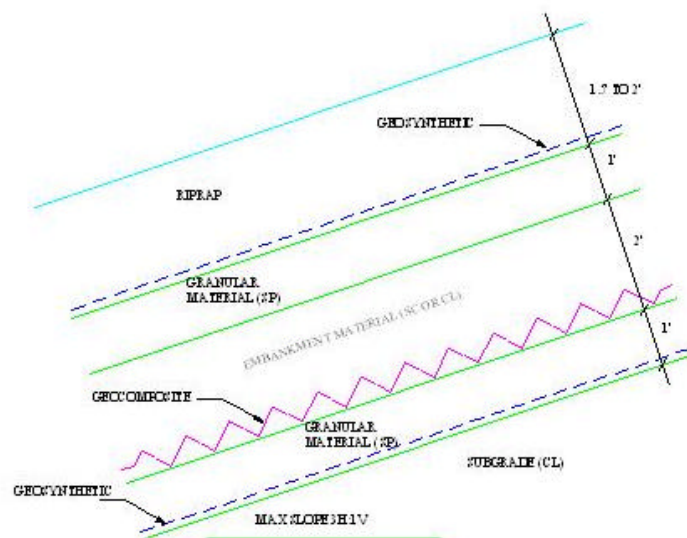 1.5' TO 2'
GEOSYNTHETIC
1'
RIPRAP
2'
GRANULAR
MATERIAL (SP)
EMBANKMENT MATERIAL (SC OR CL)
1'
GEOCOMPOSITE
GRANULAR
MATERIAL (SP)
SUBGRADE (CL)
GEOSYNTHETIC
MAX SLOPE 3H:1V